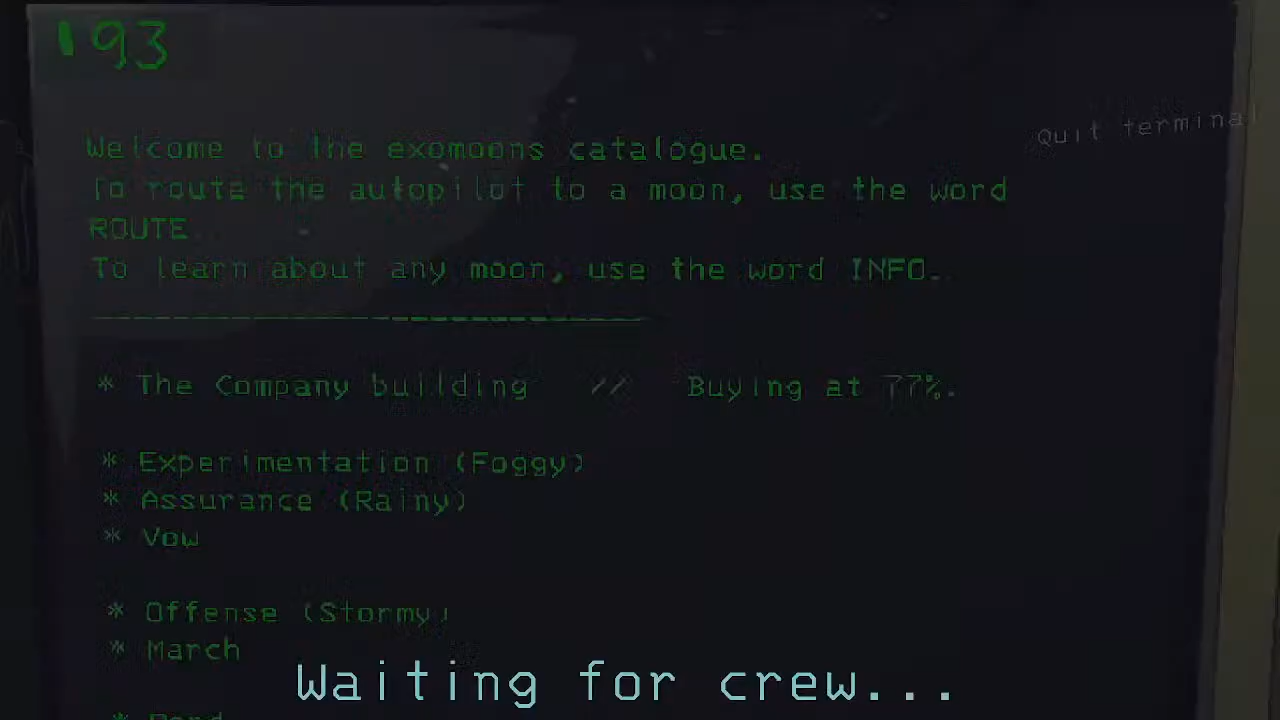 ▮93
Quit terminal
Welcome to the exomoons catalogue.
To route the autopilot to a moon, use the word
ROUTE.
To learn about any moon, use the word INFO.
* The Company building // Buying at 77%.
* Experimentation (Foggy)
* Assurance (Rainy)
* Vow
* Offense (Stormy)
* March
Waiting for crew...